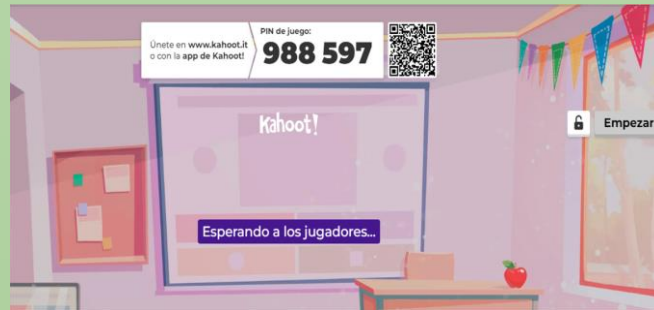 Únete en www.kahoot.it
o con la app de Kahoot!
PIN de juego:
988 597
Kahoot!
Empezar
Esperando a los jugadores...